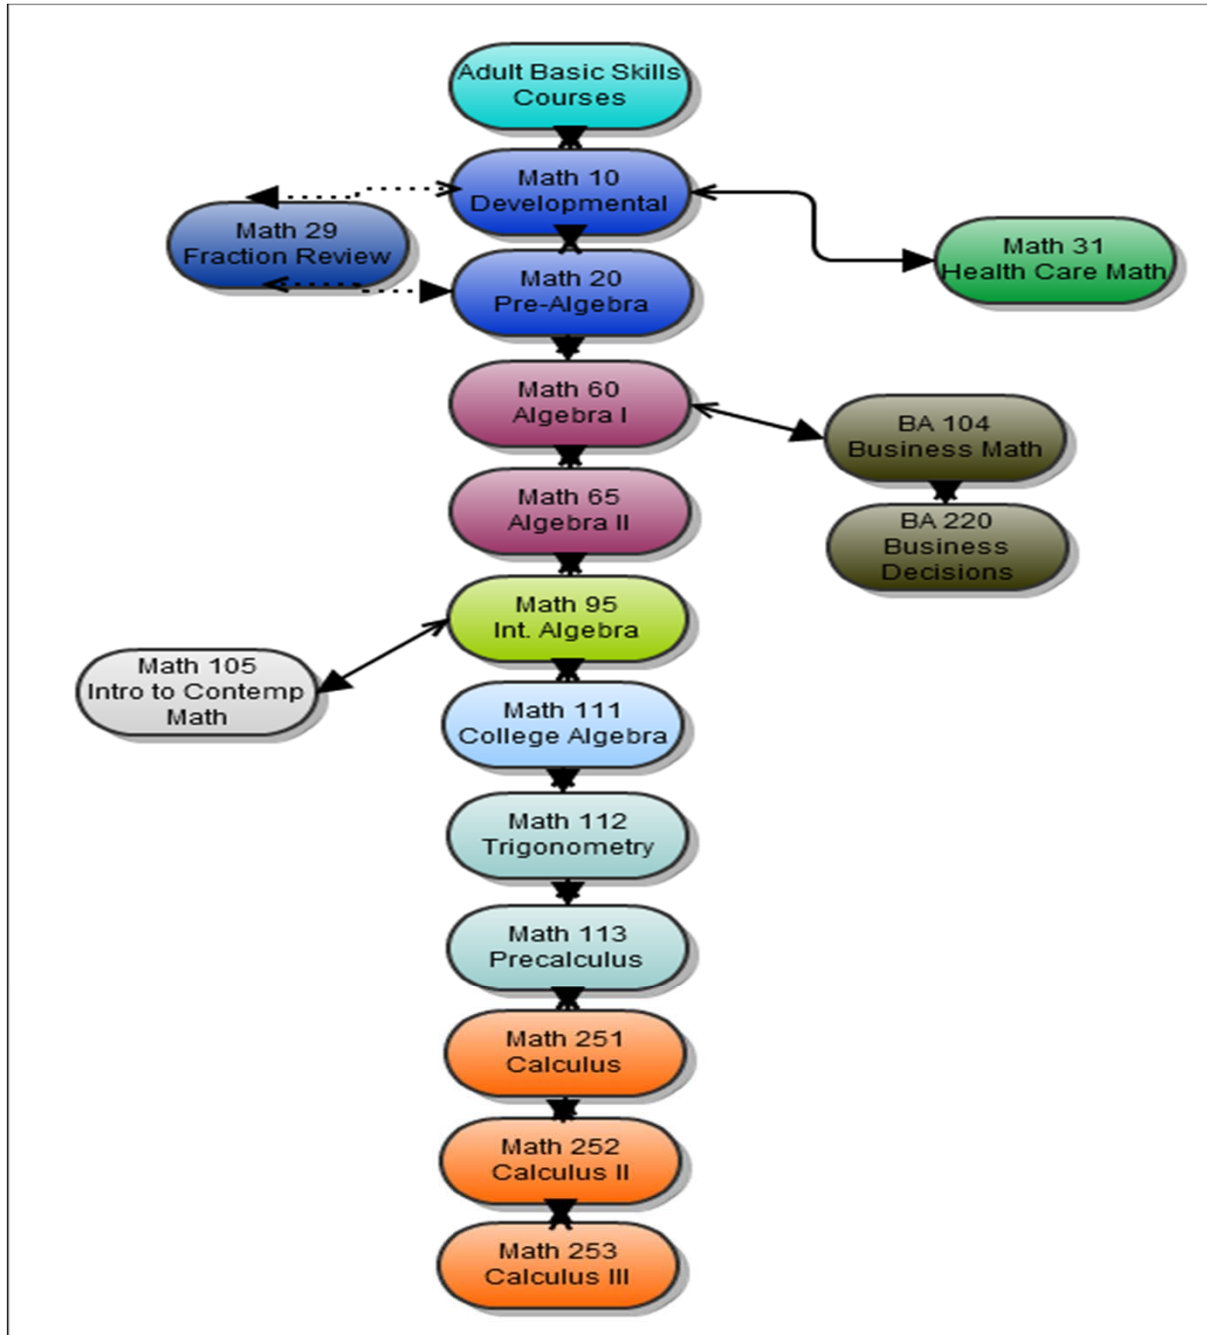 Adult Basic Skills
Courses
Math 10
Developmental
Math 29
Fraction Review
Math 31
Health Care Math
Math 20
Pre-Algebra
Math 60
Algebra I
BA 104
Business Math
Math 65
Algebra II
BA 220
Business
Decisions
Math 95
Int. Algebra
Math 105
Intro to Contemp
Math
Math 111
College Algebra
Math 112
Trigonometry
Math 113
Precalculus
Math 251
Calculus
Math 252
Calculus II
Math 253
Calculus III